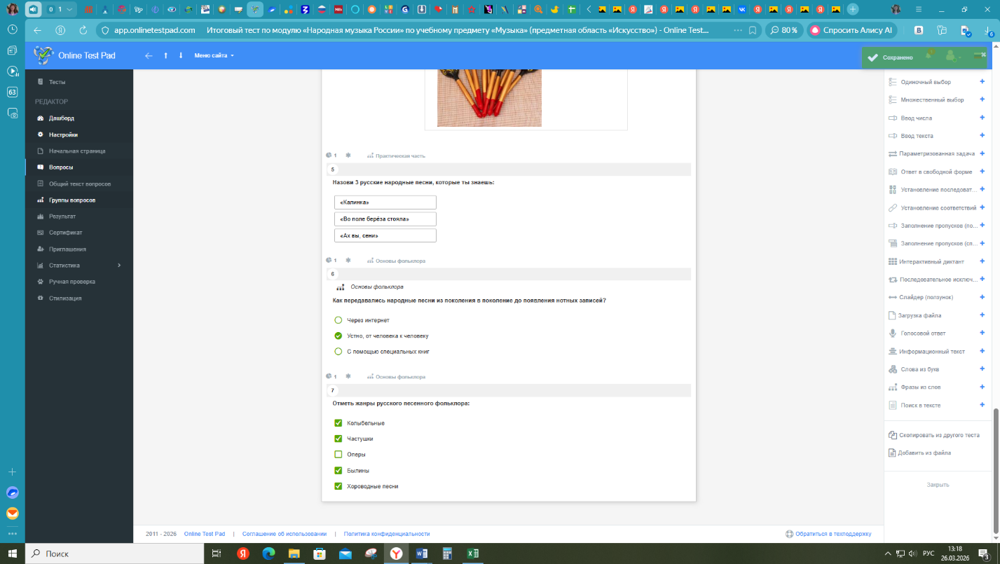 0 1
app.onlinetestpad.com Итоговый тест по модулю «Народная музыка России» по учебному предмету «Музыка» (предметная область «Искусство») - Online Test...
80 %
Спросить Алису AI
6
63
Online Test Pad
Меню сайта
Сохранено
Тесты
РЕДАКТОР
Дашборд
Настройки
Начальная страница
Вопросы
Общий текст вопросов
Группы вопросов
Результат
Сертификат
Приглашения
Статистика
Ручная проверка
Стилизация
1 Практическая часть
5
Назови 3 русские народные песни, которые ты знаешь:
«Калинка»
«Во поле берёза стояла»
«Ах вы, сени»
1 Основы фольклора
6
Основы фольклора
Как передавались народные песни из поколения в поколение до появления нотных записей?
Через интернет
Устно, от человека к человеку
С помощью специальных книг
1 Основы фольклора
7
Отметь жанры русского песенного фольклора:
Колыбельные
Частушки
Оперы
Былины
Хороводные песни
Одиночный выбор
Множественный выбор
Ввод числа
Ввод текста
Параметризованная задача
Ответ в свободной форме
Установление последоват...
Установление соответствий
Заполнение пропусков (по...
Заполнение пропусков (сп...
Интерактивный диктант
Последовательное исключ...
Слайдер (ползунок)
Загрузка файла
Голосовой ответ
Информационный текст
Слова из букв
Фразы из слов
Поиск в тексте
Скопировать из другого теста
Добавить из файла
Закрыть
2011 - 2026 Online Test Pad | Соглашение об использовании | Политика конфиденциальности
Обратиться в техподдержку
Поиск
РУС
13:18
26.03.2026
3